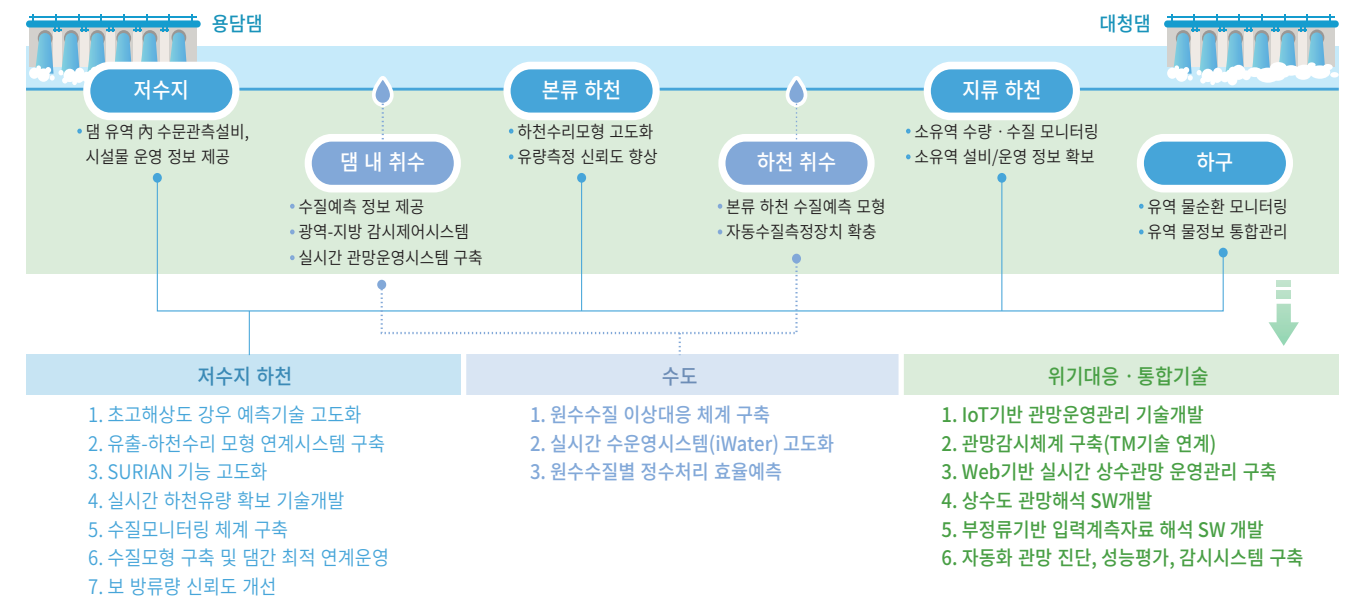 용담댐
대청댐
저수지
• 댐 유역 內 수문관측설비,
시설물 운영 정보 제공
댐 내 취수
• 수질예측 정보 제공
• 광역-지방 감시제어시스템
• 실시간 관망운영시스템 구축
본류 하천
• 하천수리모형 고도화
• 유량측정 신뢰도 향상
하천 취수
• 본류 하천 수질예측 모형
• 자동수질측정장치 확충
지류 하천
• 소유역 수량 · 수질 모니터링
• 소유역 설비/운영 정보 확보
하구
• 유역 물순환 모니터링
• 유역 물정보 통합관리
저수지 하천
1. 초고해상도 강우 예측기술 고도화
2. 유출-하천수리 모형 연계시스템 구축
3. SURIAN 기능 고도화
4. 실시간 하천유량 확보 기술개발
5. 수질모니터링 체계 구축
6. 수질모형 구축 및 댐간 최적 연계운영
7. 보 방류량 신뢰도 개선
수도
1. 원수수질 이상대응 체계 구축
2. 실시간 수운영시스템(iWater) 고도화
3. 원수수질별 정수처리 효율예측
위기대응 · 통합기술
1. IoT기반 관망운영관리 기술개발
2. 관망감시체계 구축(TM기술 연계)
3. Web기반 실시간 상수관망 운영관리 구축
4. 상수도 관망해석 SW개발
5. 부정류기반 입력계측자료 해석 SW 개발
6. 자동화 관망 진단, 성능평가, 감시시스템 구축